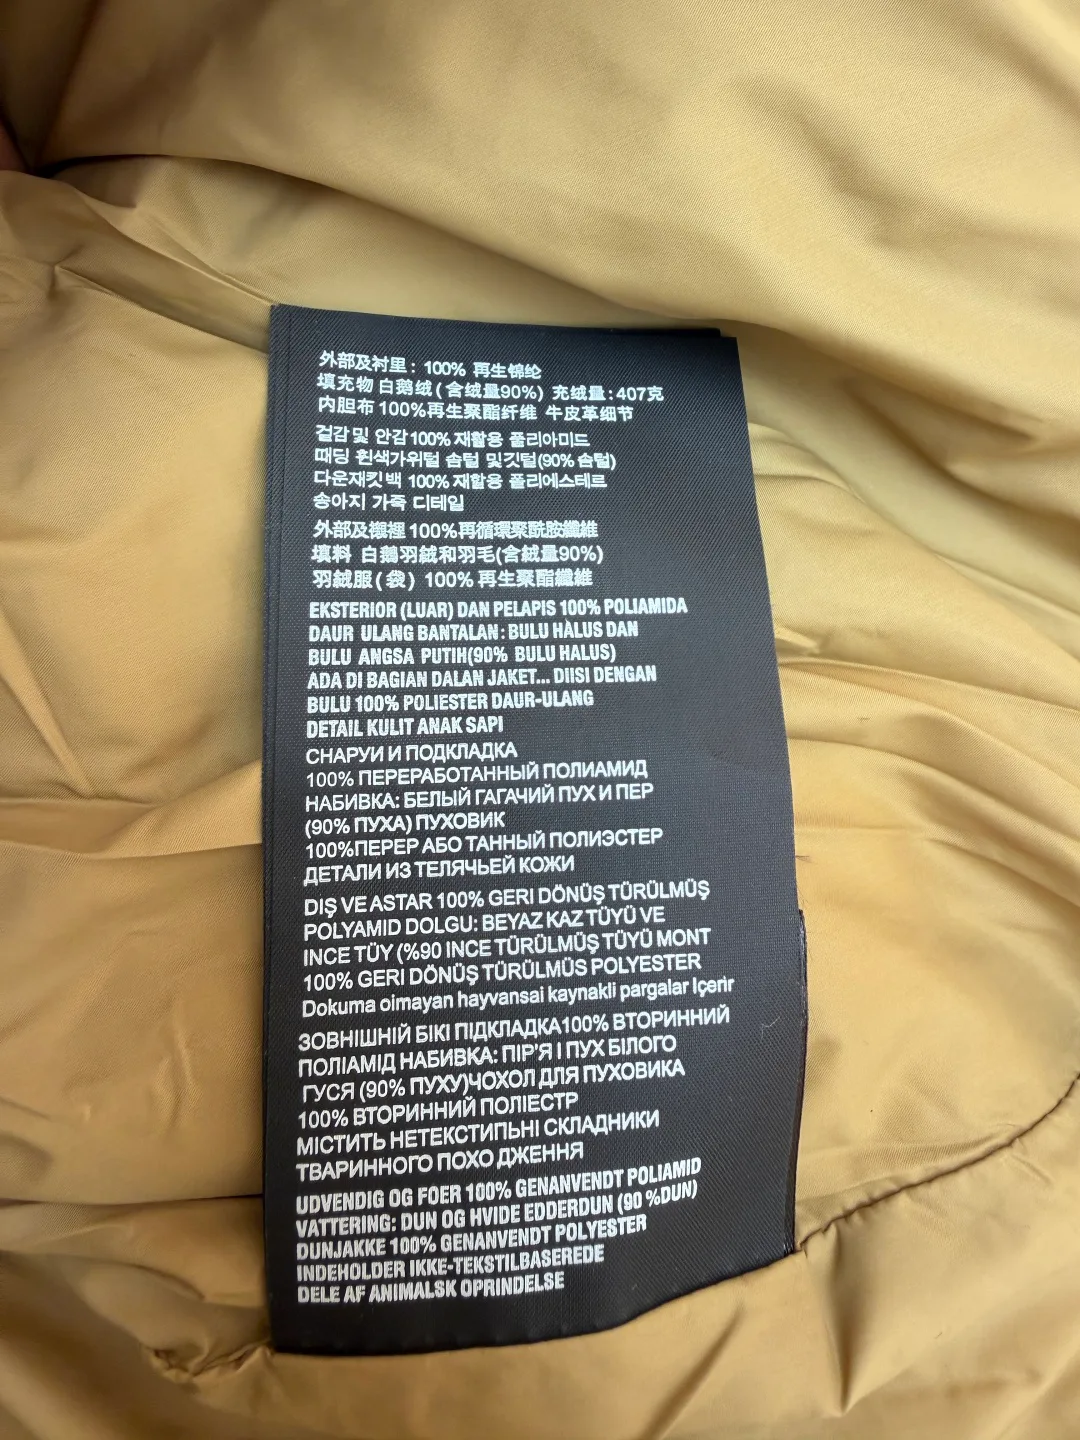 外部及衬里: 100% 再生锦纶
填充物 白鹅绒(含绒量90%) 充绒量:407克
内胆布 100%再生聚酯纤维 牛皮革细节
겉감 및 안감 100% 재활용 폴리아미드
때딩 흰색가위털 솜털 및깃털(90% 솜털)
다운재킷백 100% 재활용 폴리에스테르
송아지 가죽 디테일
外部及襯裡 100%再循環聚酰胺纖維
填料 白鵝羽絨和羽毛(含絨量90%)
羽絨服(袋) 100% 再生聚酯纖維
EKSTERIOR (LUAR) DAN PELAPIS 100% POLIAMIDA
DAUR ULANG BANTALAN: BULU HÀLUS DAN
BULU ANGSA PUTIH(90% BULU HALUS)
ADA DI BAGIAN DALAN JAKET... DIISI DENGAN
BULU 100% POLIESTER DAUR-ULANG
DETAIL KULIT ANAK SAPI
СНАРУИ И ПОДКЛАДКА
100% ПЕРЕРАБОТАННЫЙ ПОЛИАМИД
НАБИВКА: БЕЛЫЙ ГАГАЧИЙ ПУХ И ПЕР
(90% ПУХА) ПУХОВИК
100%ПЕРЕР АБО ТАННЫЙ ПОЛИЭСТЕР
ДЕТАЛИ ИЗ ТЕЛЯЧЬЕЙ КОЖИ
DIŞ VE ASTAR 100% GERI DÖNÜŞ TÜRÜLMÜŞ
POLYAMID DOLGU: BEYAZ KAZ TÜYÜ VE
INCE TÜY (%90 INCE TÜRÜLMÜŞ TÜYÜ MONT
100% GERI DÖNÜŞ TÜRÜLMÜS POLYESTER
Dokuma oimayan hayvansai kaynakli pargalar Içerir
ЗОВНІШНІЙ БІКІ ПІДКЛАДКА100% ВТОРИННИЙ
ПОЛІАМІД НАБИВКА: ПІР'Я І ПУХ БІЛОГО
ГУСЯ (90% ПУХУ)ЧОХОЛ ДЛЯ ПУХОВИКА
100% ВТОРИННИЙ ПОЛІЕСТР
МІСТИТЬ НЕТЕКСТИПЬНІ СКЛАДНИКИ
ТВАРИННОГО ПОХО ДЖЕННЯ
UDVENDIG OG FOER 100% GENANVENDT POLIAMID
VATTERING: DUN OG HVIDE EDDERDUN (90 %DUN)
DUNJAKKE 100% GENANVENDT POLYESTER
INDEHOLDER IKKE-TEKSTILBASEREDE
DELE AF ANIMALSK OPRINDELSE